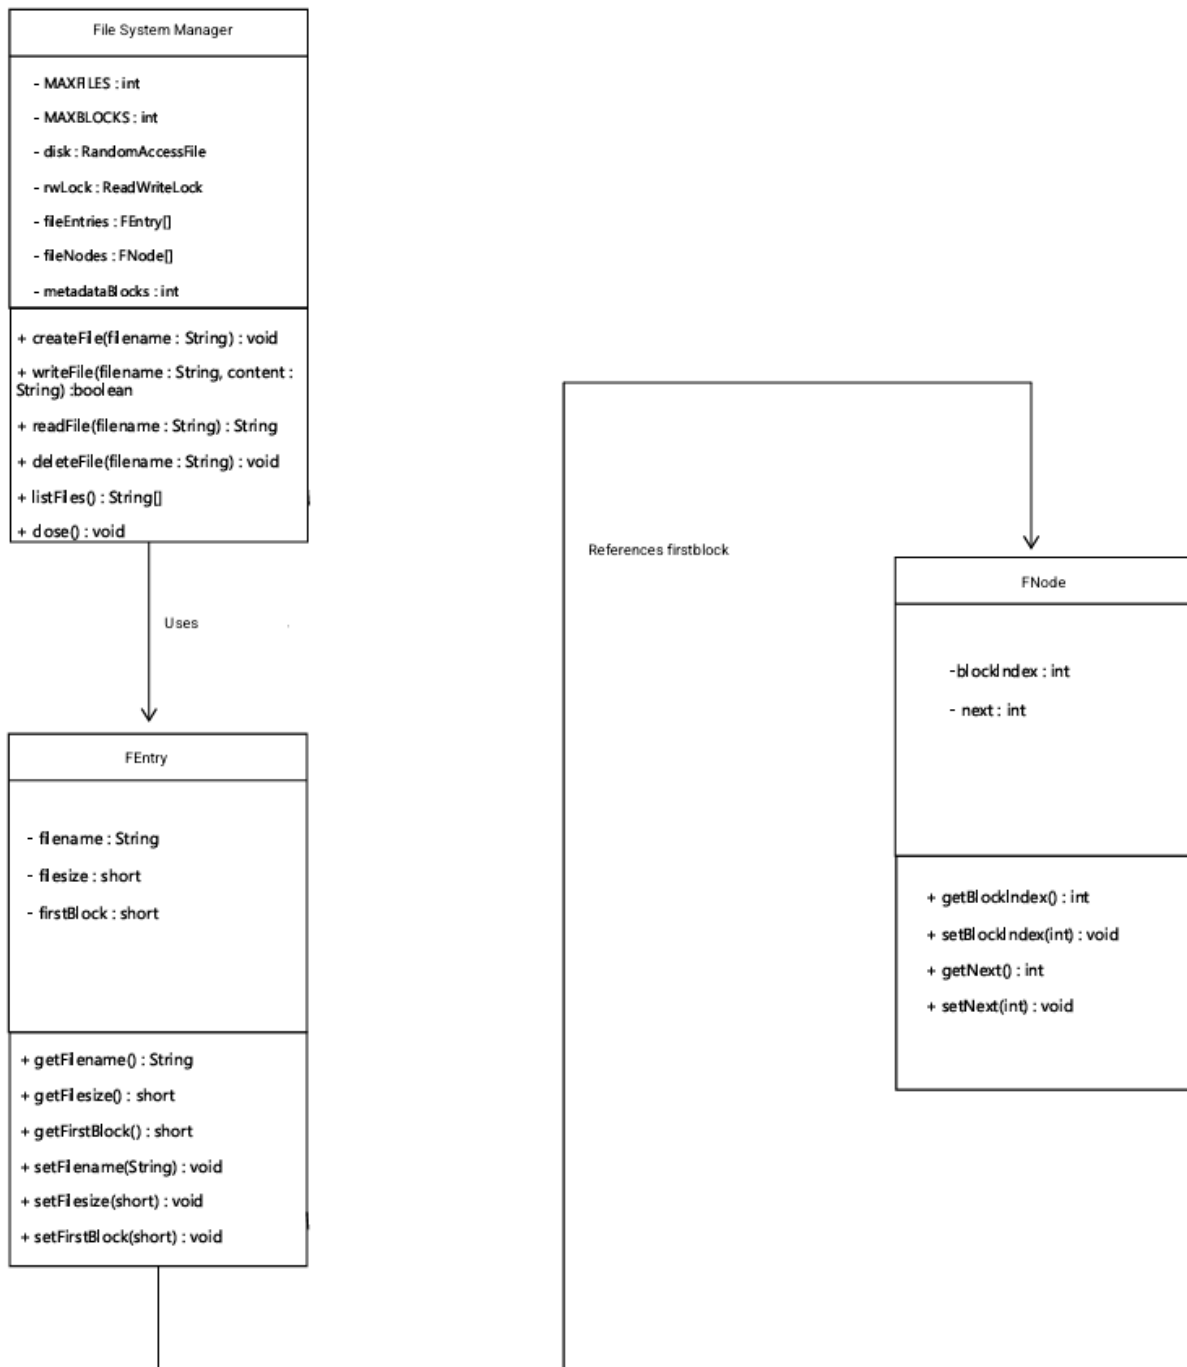 File System Manager
- MAXFILES : int
- MAXBLOCKS : int
- disk : RandomAccessFile
- rwLock : ReadWriteLock
- fileEntries : FEntry[]
- fileNodes : FNode[]
- metadataBlocks : int
+ createFile(filename : String) : void
+ writeFile(filename : String, content :
String) :boolean
+ readFile(filename : String) : String
+ deleteFile(filename : String) : void
+ listFiles() : String[]
+ close() : void
Uses
FEntry
- filename : String
- filesize : short
- firstBlock : short
+ getFilename() : String
+ getFilesize() : short
+ getFirstBlock() : short
+ setFilename(String) : void
+ setFilesize(short) : void
+ setFirstBlock(short) : void
References firstblock
FNode
-blockIndex : int
- next : int
+ getBlockIndex() : int
+ setBlockIndex(int) : void
+ getNext() : int
+ setNext(int) : void